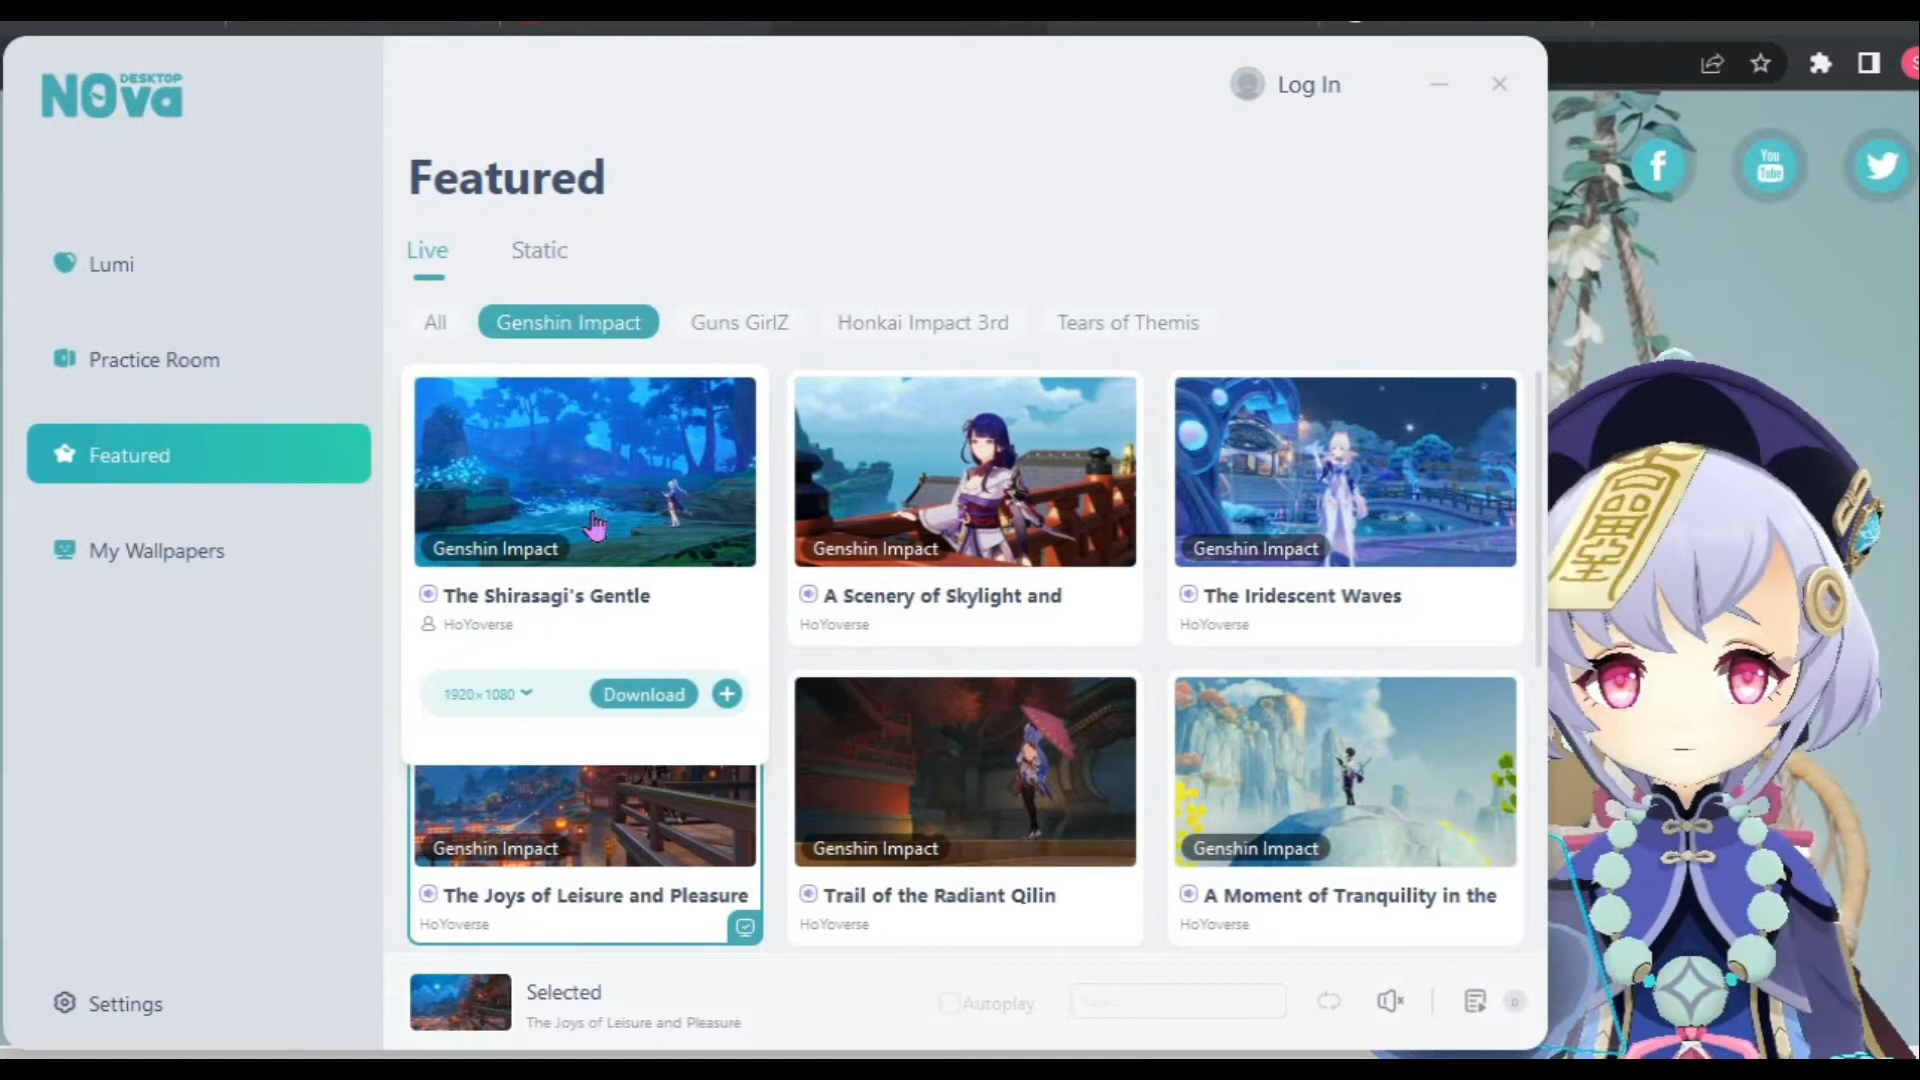 N0va
DESKTOP
Log In
f
You
Tube
Featured
Live
Static
Lumi
Practice Room
Featured
My Wallpapers
Settings
All
Genshin Impact
Guns GirlZ
Honkai Impact 3rd
Tears of Themis
Genshin Impact
The Shirasagi's Gentle
HoYoverse
1920×1080
Download
+
Genshin Impact
A Scenery of Skylight and
HoYoverse
Genshin Impact
The Iridescent Waves
HoYoverse
Genshin Impact
The Joys of Leisure and Pleasure
HoYoverse
Genshin Impact
Trail of the Radiant Qilin
HoYoverse
Genshin Impact
A Moment of Tranquility in the
HoYoverse
Selected
The Joys of Leisure and Pleasure
Autoplay
0